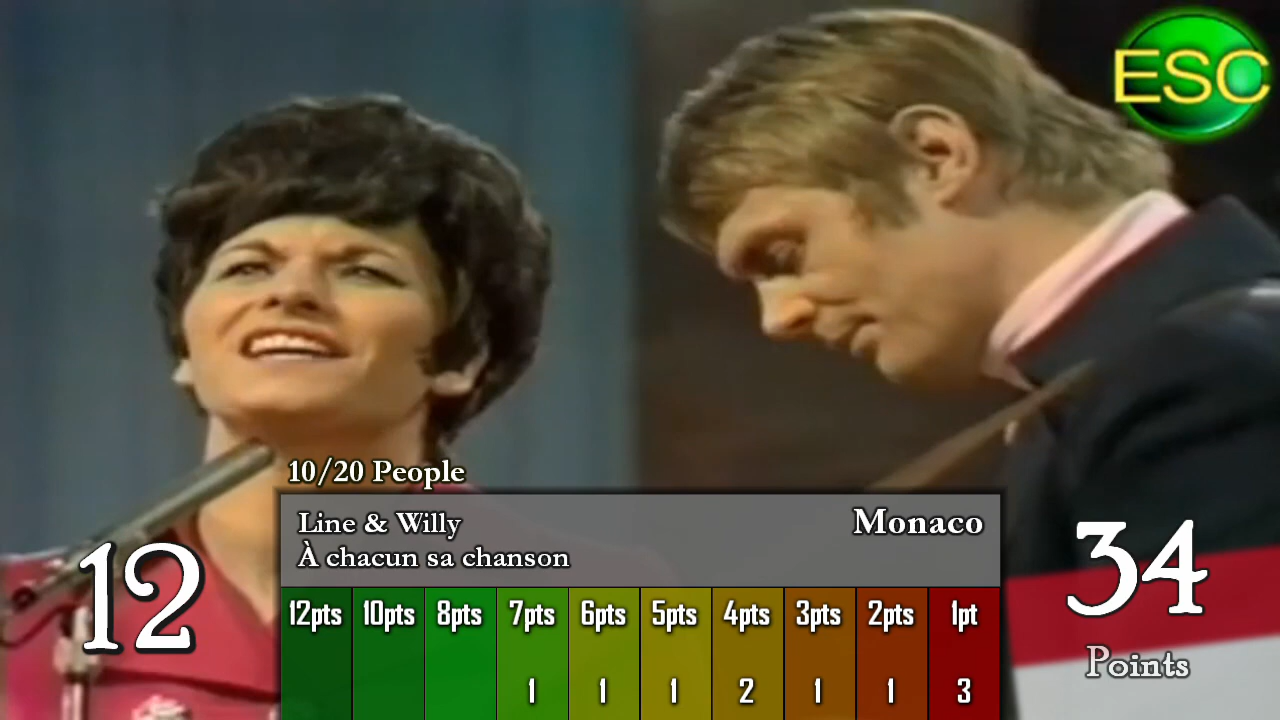 ESC
10/20 People
Line & Willy
Monaco
À chacun sa chanson
12
34
Points
12pts 10pts 8pts 7pts 6pts 5pts 4pts 3pts 2pts 1pt
1 1 1 2 1 1 3